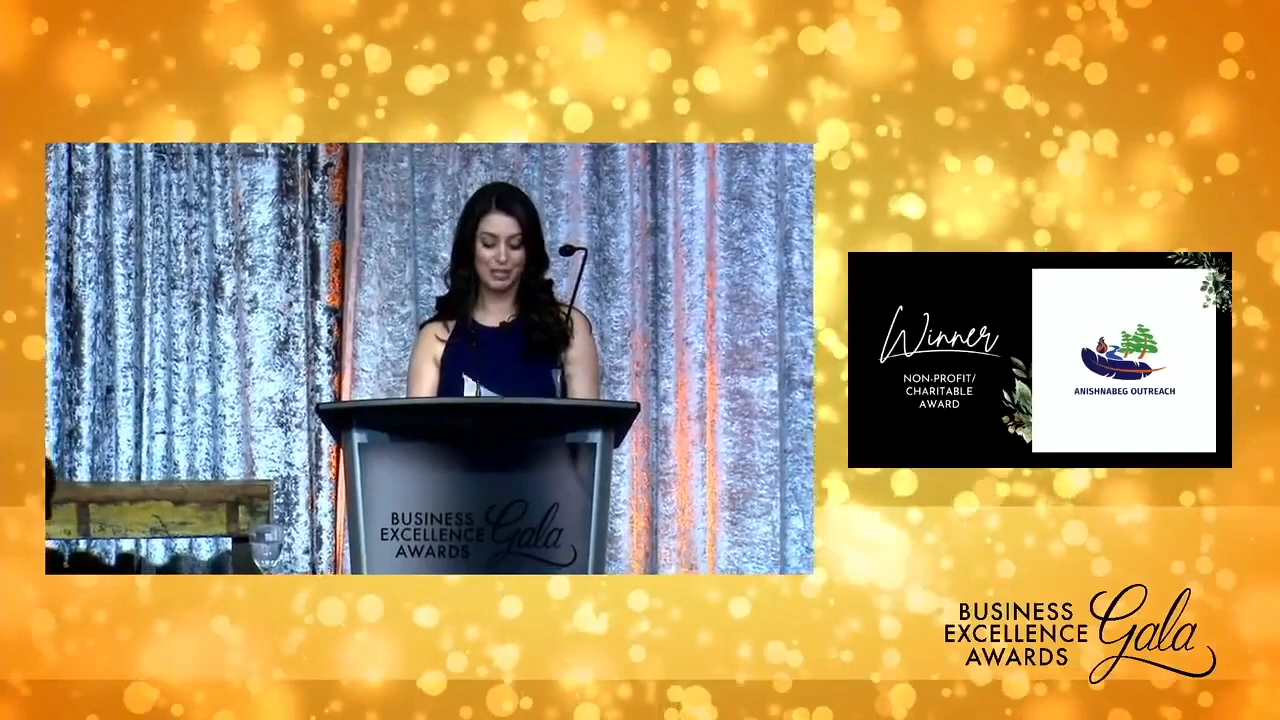 BUSINESS
EXCELLENCE
AWARDS
Gala
Winner
NON-PROFIT/
CHARITABLE
AWARD
ANISHNABEG OUTREACH
BUSINESS
EXCELLENCE
AWARDS
Gala